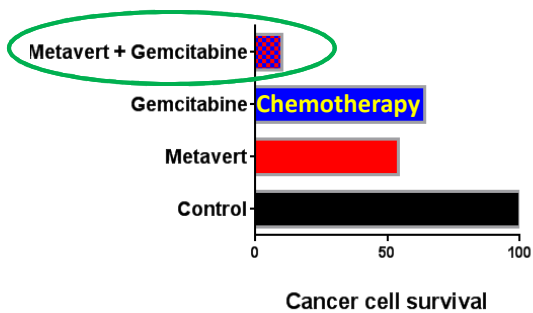 Metavert + Gemcitabine
Gemcitabine
Chemotherapy
Metavert
Control
0 50 100
Cancer cell survival